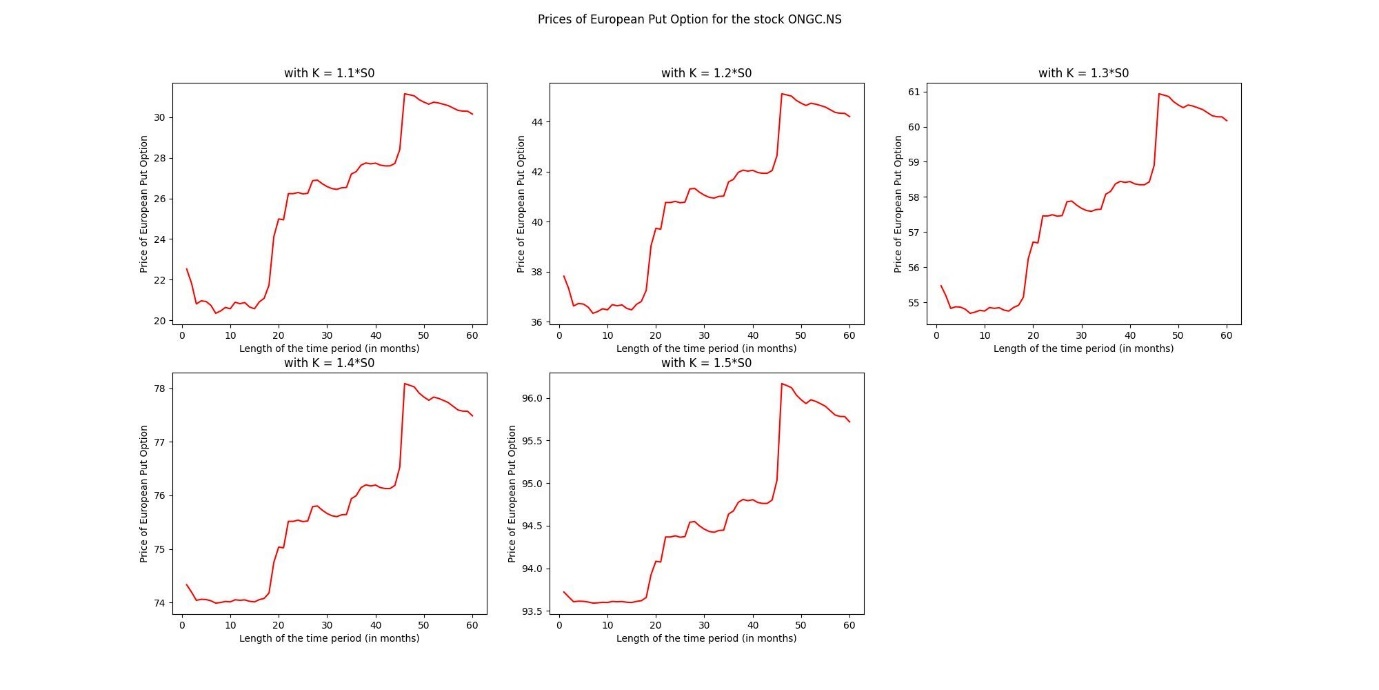 Prices of European Put Option for the stock ONGC.NS
with K = 1.1*S0
Price of European Put Option
30
28
26
24
22
20
0 10 20 30 40 50 60
Length of the time period (in months)
with K = 1.2*S0
Price of European Put Option
44
42
40
38
36
0 10 20 30 40 50 60
Length of the time period (in months)
with K = 1.3*S0
Price of European Put Option
61
60
59
58
57
56
55
0 10 20 30 40 50 60
Length of the time period (in months)
with K = 1.4*S0
Price of European Put Option
78
77
76
75
74
0 10 20 30 40 50 60
Length of the time period (in months)
with K = 1.5*S0
Price of European Put Option
96.0
95.5
95.0
94.5
94.0
93.5
0 10 20 30 40 50 60
Length of the time period (in months)